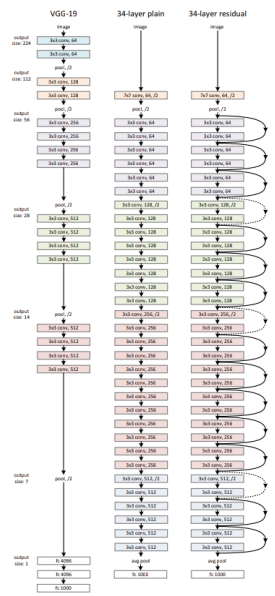 VGG-19
image
output
size: 224
3x3 conv, 64
3x3 conv, 64
output
size: 112
pool, /2
3x3 conv, 128
3x3 conv, 128
output
size: 56
pool, /2
3x3 conv, 256
3x3 conv, 256
3x3 conv, 256
3x3 conv, 256
output
size: 28
pool, /2
3x3 conv, 512
3x3 conv, 512
3x3 conv, 512
3x3 conv, 512
output
size: 14
pool, /2
3x3 conv, 512
3x3 conv, 512
3x3 conv, 512
3x3 conv, 512
output
size: 7
pool, /2
output
size: 1
fc 4096
fc 4096
fc 1000
34-layer plain
image
7x7 conv, 64, /2
pool, /2
3x3 conv, 64
3x3 conv, 64
3x3 conv, 64
3x3 conv, 64
3x3 conv, 64
3x3 conv, 64
3x3 conv, 128, /2
3x3 conv, 128
3x3 conv, 128
3x3 conv, 128
3x3 conv, 128
3x3 conv, 128
3x3 conv, 128
3x3 conv, 128
3x3 conv, 256, /2
3x3 conv, 256
3x3 conv, 256
3x3 conv, 256
3x3 conv, 256
3x3 conv, 256
3x3 conv, 256
3x3 conv, 256
3x3 conv, 256
3x3 conv, 256
3x3 conv, 256
3x3 conv, 256
3x3 conv, 512, /2
3x3 conv, 512
3x3 conv, 512
3x3 conv, 512
3x3 conv, 512
3x3 conv, 512
avg pool
fc 1000
34-layer residual
image
7x7 conv, 64, /2
pool, /2
3x3 conv, 64
3x3 conv, 64
3x3 conv, 64
3x3 conv, 64
3x3 conv, 64
3x3 conv, 64
3x3 conv, 128, /2
3x3 conv, 128
3x3 conv, 128
3x3 conv, 128
3x3 conv, 128
3x3 conv, 128
3x3 conv, 128
3x3 conv, 128
3x3 conv, 256, /2
3x3 conv, 256
3x3 conv, 256
3x3 conv, 256
3x3 conv, 256
3x3 conv, 256
3x3 conv, 256
3x3 conv, 256
3x3 conv, 256
3x3 conv, 256
3x3 conv, 256
3x3 conv, 256
3x3 conv, 512, /2
3x3 conv, 512
3x3 conv, 512
3x3 conv, 512
3x3 conv, 512
3x3 conv, 512
avg pool
fc 1000